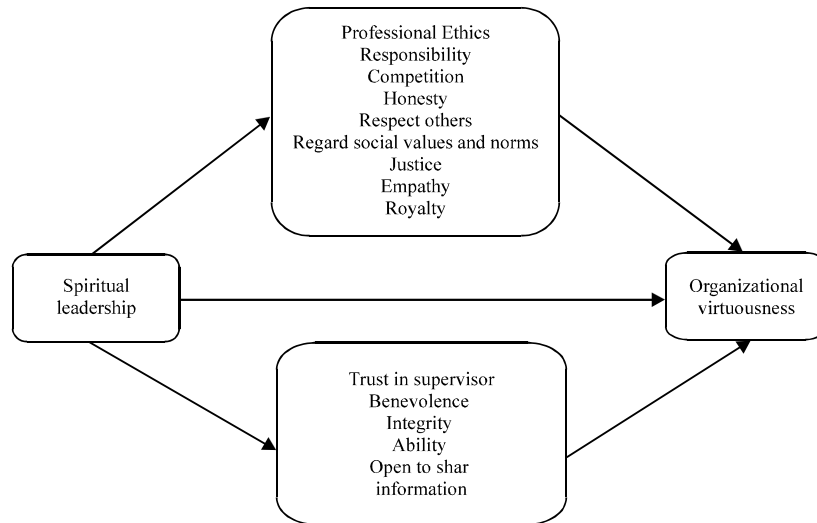 Professional Ethics
Responsibility
Competition
Honesty
Respect others
Regard social values and norms
Justice
Empathy
Royalty
Spiritual
leadership
Organizational
virtuousness
Trust in supervisor
Benevolence
Integrity
Ability
Open to shar
information